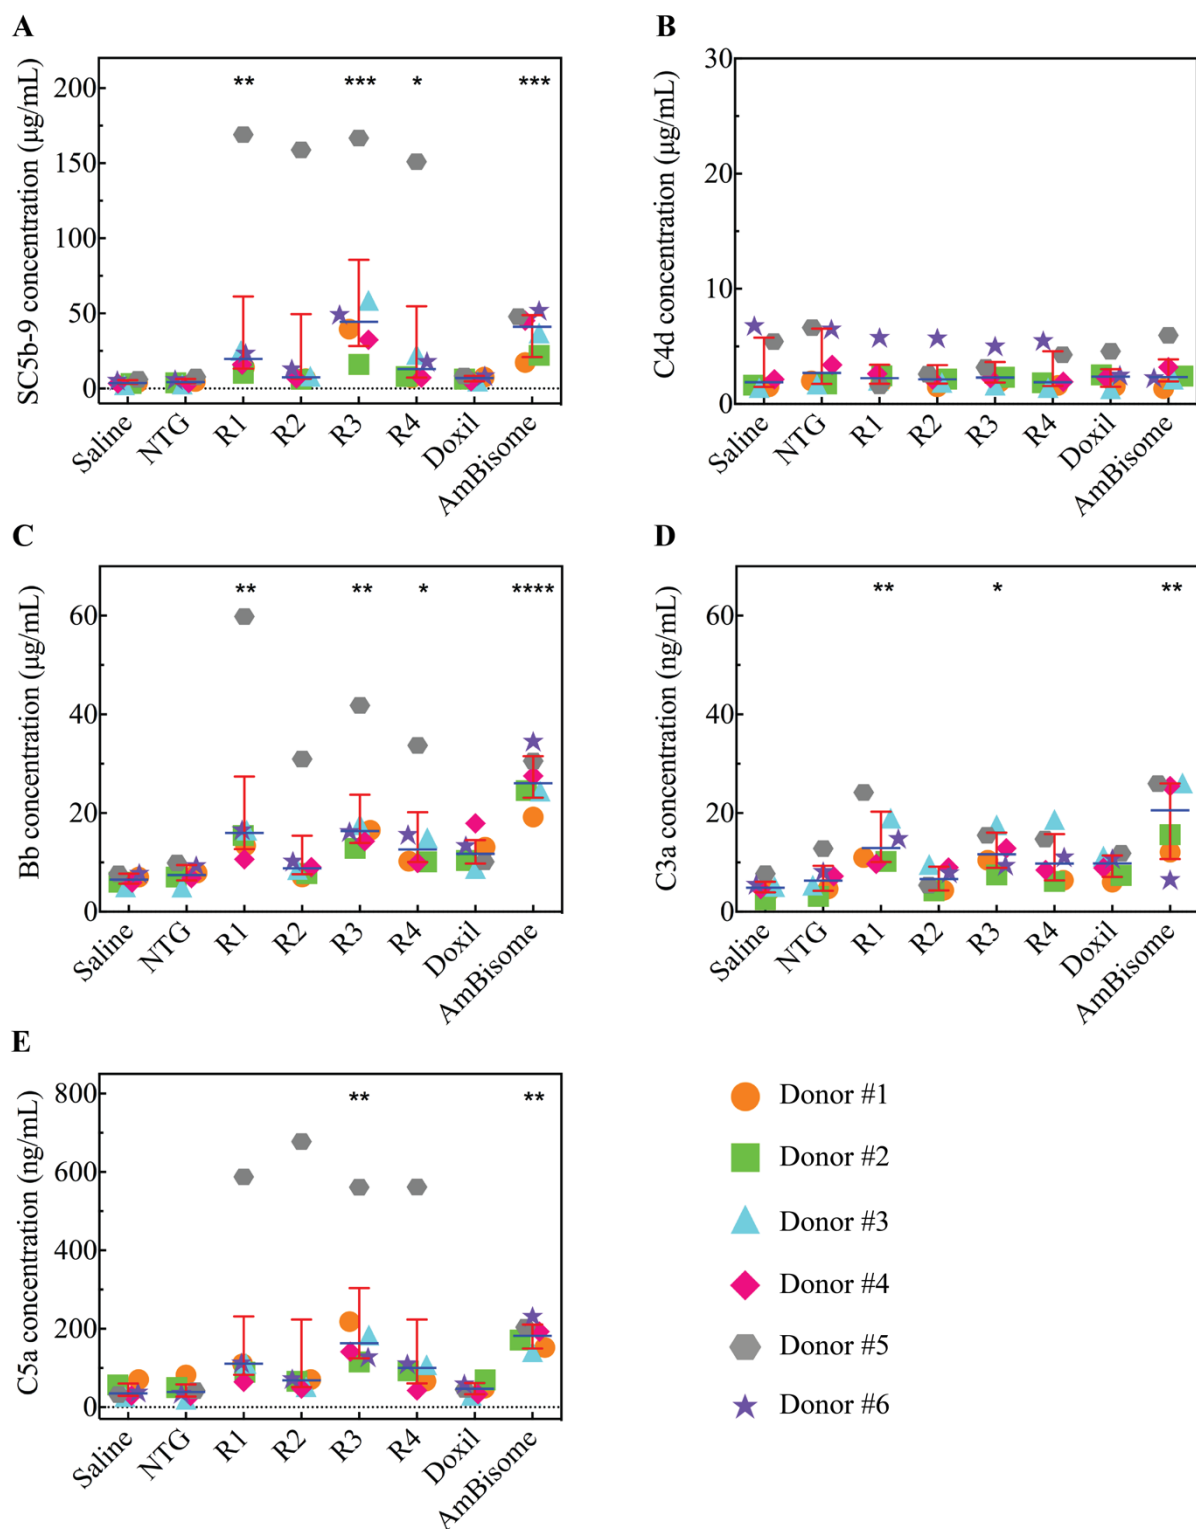 A
SC5b-9 concentration (µg/mL)
200
150
100
50
0
** *** * ***
Saline NTG R1 R2 R3 R4 Doxil AmBisome
B
C4d concentration (µg/mL)
30
20
10
0
Saline NTG R1 R2 R3 R4 Doxil AmBisome
C
Bb concentration (µg/mL)
60
40
20
0
** ** * ****
Saline NTG R1 R2 R3 R4 Doxil AmBisome
D
C3a concentration (ng/mL)
60
40
20
0
** * **
Saline NTG R1 R2 R3 R4 Doxil AmBisome
E
C5a concentration (ng/mL)
800
600
400
200
0
** **
Saline NTG R1 R2 R3 R4 Doxil AmBisome
Donor #1
Donor #2
Donor #3
Donor #4
Donor #5
Donor #6